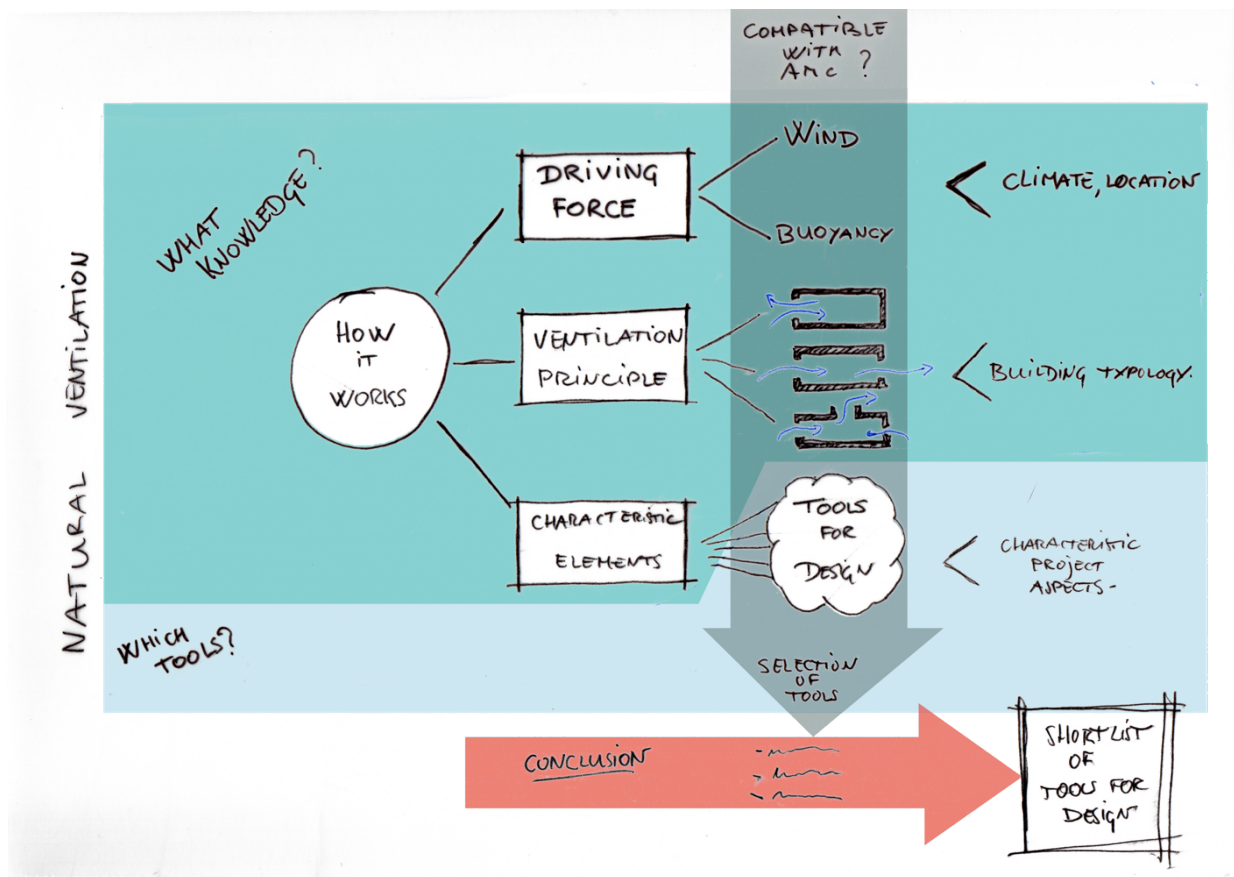 COMPATIBLE
WITH
AMC ?
WHAT
KNOWLEDGE?
DRIVING
FORCE
WIND
BUOYANCY
CLIMATE, LOCATION
NATURAL VENTILATION
HOW
IT
WORKS
VENTILATION
PRINCIPLE
BUILDING TYPOLOGY.
CHARACTERISTIC
ELEMENTS
TOOLS
FOR
DESIGN
CHARACTERISTIC
PROJECT
ASPECTS-
WHICH
TOOLS?
SELECTION
OF
TOOLS
CONCLUSION
SHORTLIST
OF
TOOLS FOR
DESIGN